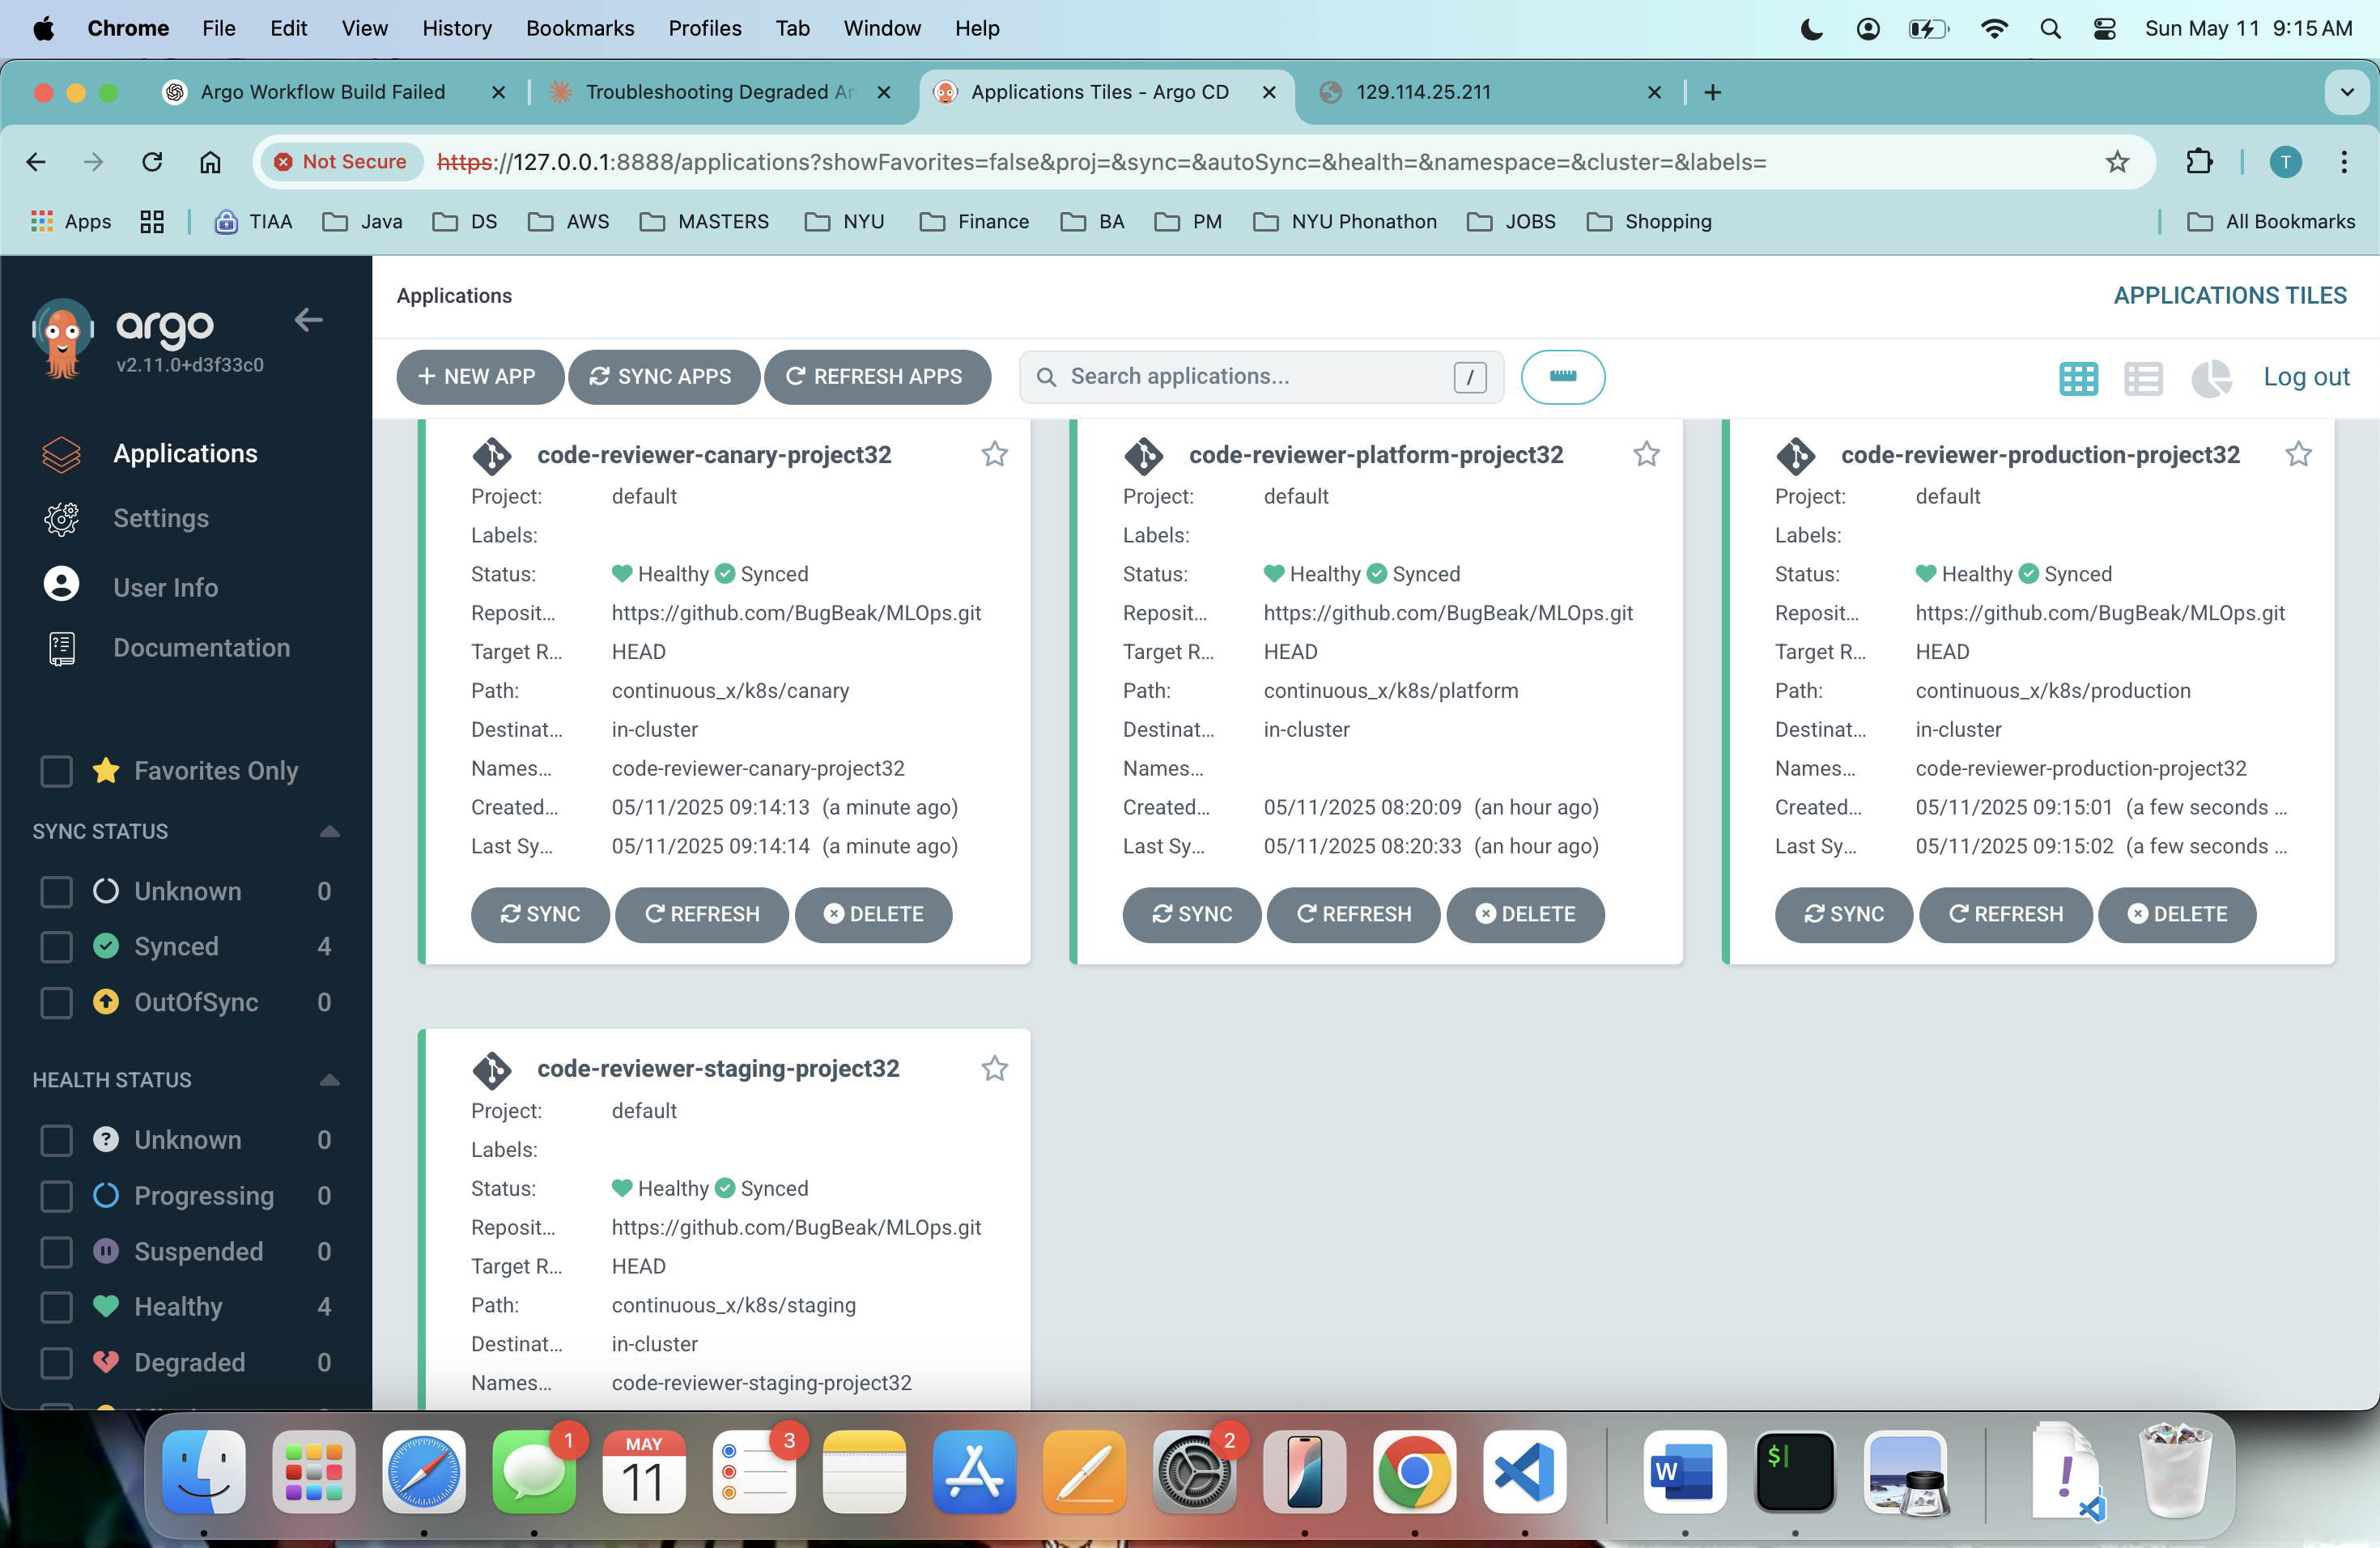 Chrome File Edit View History Bookmarks Profiles Tab Window Help Sun May 11 9:15 AM
Argo Workflow Build Failed Troubleshooting Degraded Ar Applications Tiles - Argo CD 129.114.25.211
Not Secure https://127.0.0.1:8888/applications?showFavorites=false&proj=&sync=&autoSync=&health=&namespace=&cluster=&labels= T
Apps TIAA Java DS AWS MASTERS NYU Finance BA PM NYU Phonathon JOBS Shopping All Bookmarks
argo
v2.11.0+d3f33c0
Applications
Settings
User Info
Documentation
Favorites Only
SYNC STATUS
Unknown 0
Synced 4
OutOfSync 0
HEALTH STATUS
Unknown 0
Progressing 0
Suspended 0
Healthy 4
Degraded 0
Applications APPLICATIONS TILES
+ NEW APP SYNC APPS REFRESH APPS Search applications... / Log out
code-reviewer-canary-project32
Project: default
Labels:
Status: Healthy Synced
Reposit... https://github.com/BugBeak/MLOps.git
Target R... HEAD
Path: continuous_x/k8s/canary
Destinat... in-cluster
Names... code-reviewer-canary-project32
Created... 05/11/2025 09:14:13 (a minute ago)
Last Sy... 05/11/2025 09:14:14 (a minute ago)
SYNC REFRESH DELETE
code-reviewer-platform-project32
Project: default
Labels:
Status: Healthy Synced
Reposit... https://github.com/BugBeak/MLOps.git
Target R... HEAD
Path: continuous_x/k8s/platform
Destinat... in-cluster
Names...
Created... 05/11/2025 08:20:09 (an hour ago)
Last Sy... 05/11/2025 08:20:33 (an hour ago)
SYNC REFRESH DELETE
code-reviewer-production-project32
Project: default
Labels:
Status: Healthy Synced
Reposit... https://github.com/BugBeak/MLOps.git
Target R... HEAD
Path: continuous_x/k8s/production
Destinat... in-cluster
Names... code-reviewer-production-project32
Created... 05/11/2025 09:15:01 (a few seconds ...
Last Sy... 05/11/2025 09:15:02 (a few seconds ...
SYNC REFRESH DELETE
code-reviewer-staging-project32
Project: default
Labels:
Status: Healthy Synced
Reposit... https://github.com/BugBeak/MLOps.git
Target R... HEAD
Path: continuous_x/k8s/staging
Destinat... in-cluster
Names... code-reviewer-staging-project32
1 MAY 11 3 2 W $